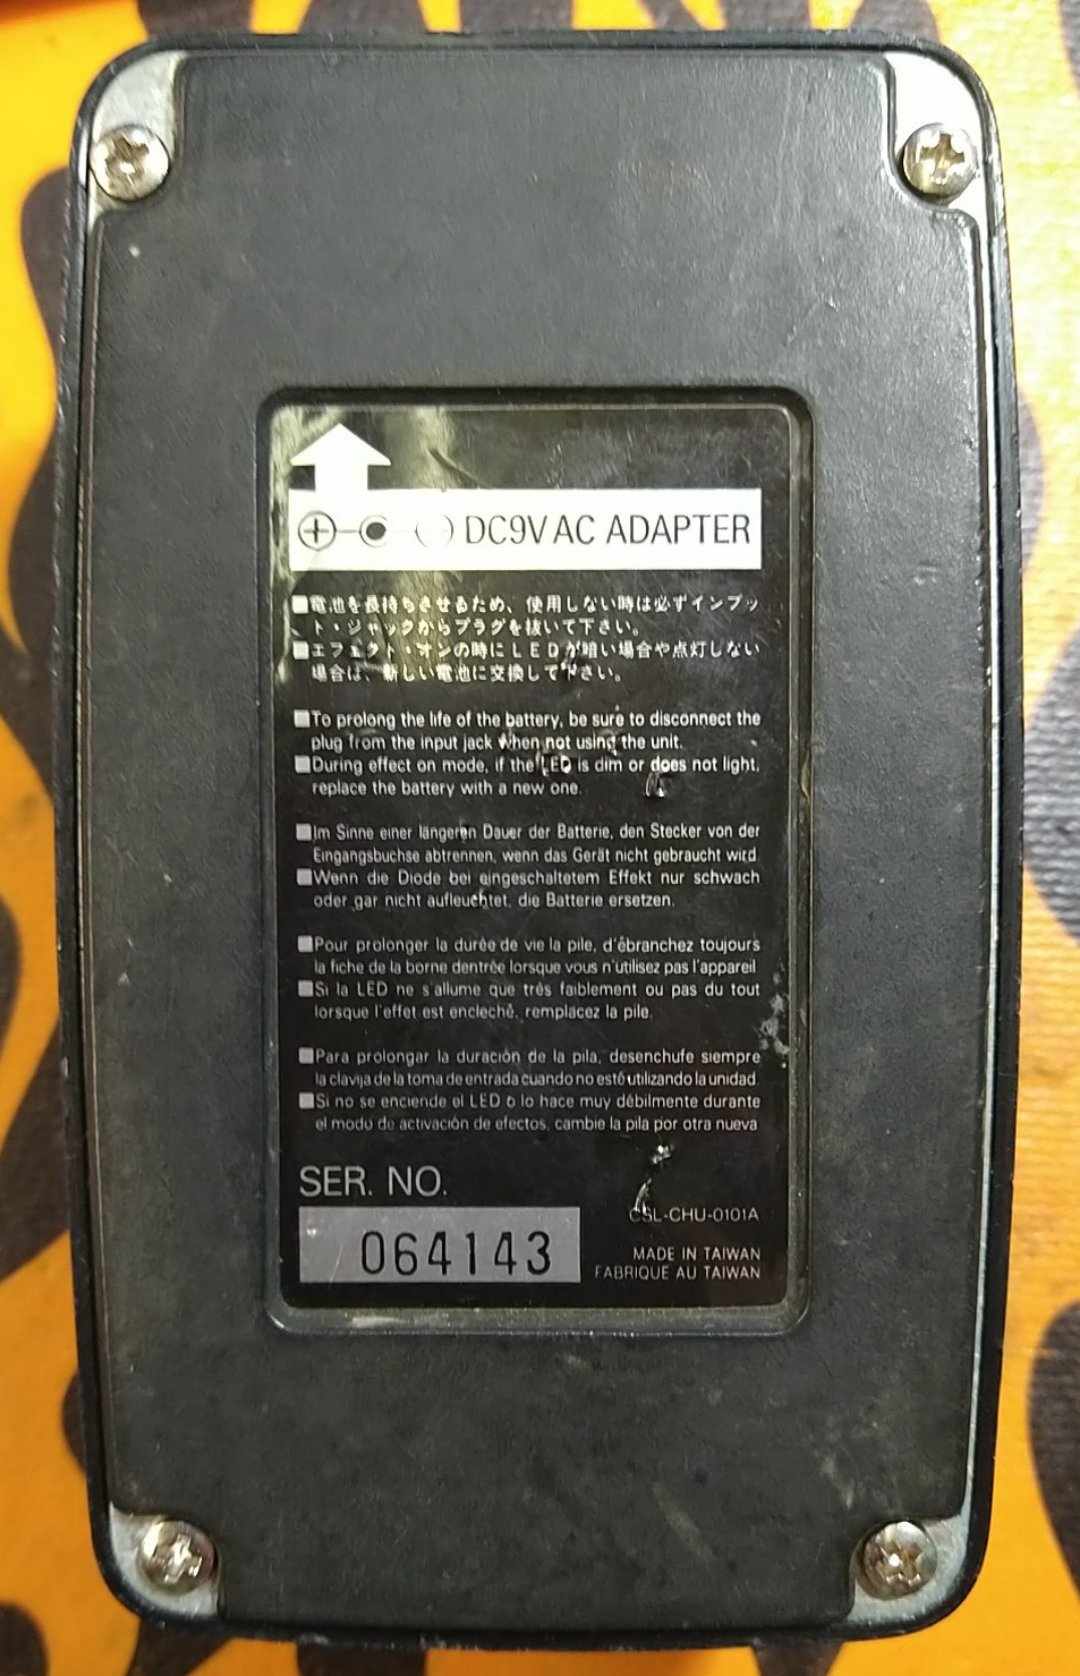 DC9V AC ADAPTER
■電池を長持ちさせるため、使用しない時は必ずインプッ
ト・ジャックからプラグを抜いて下さい。
■エフェクト・オンの時にLEDが暗い場合や点灯しない
場合は、新しい電池に交換して下さい。
■To prolong the life of the battery, be sure to disconnect the
plug from the input jack when not using the unit.
■During effect on mode, if the LED is dim or does not light,
replace the battery with a new one.
■Im Sinne einer längeren Dauer der Batterie, den Stecker von der
Eingangsbuchse abtrennen, wenn das Gerät nicht gebraucht wird.
■Wenn die Diode bei eingeschaltetem Effekt nur schwach
oder gar nicht aufleuchtet, die Batterie ersetzen.
■Pour prolonger la durée de vie la pile, d'ébranchez toujours
la fiche de la borne dentrée lorsque vous n'utilisez pas l'appareil
■Si la LED ne s'allume que très faiblement ou pas du tout
lorsque l'effet est encleché, remplacez la pile.
■Para prolongar la duración de la pila, desenchufe siempre
la clavija de la toma de entrada cuando no esté utilizando la unidad.
■Si no se enciende el LED o lo hace muy débilmente durante
el modo de activación de efectos, cambie la pila por otra nueva
SER. NO.
064143
CSL-CHU-0101A
MADE IN TAIWAN
FABRIQUE AU TAIWAN